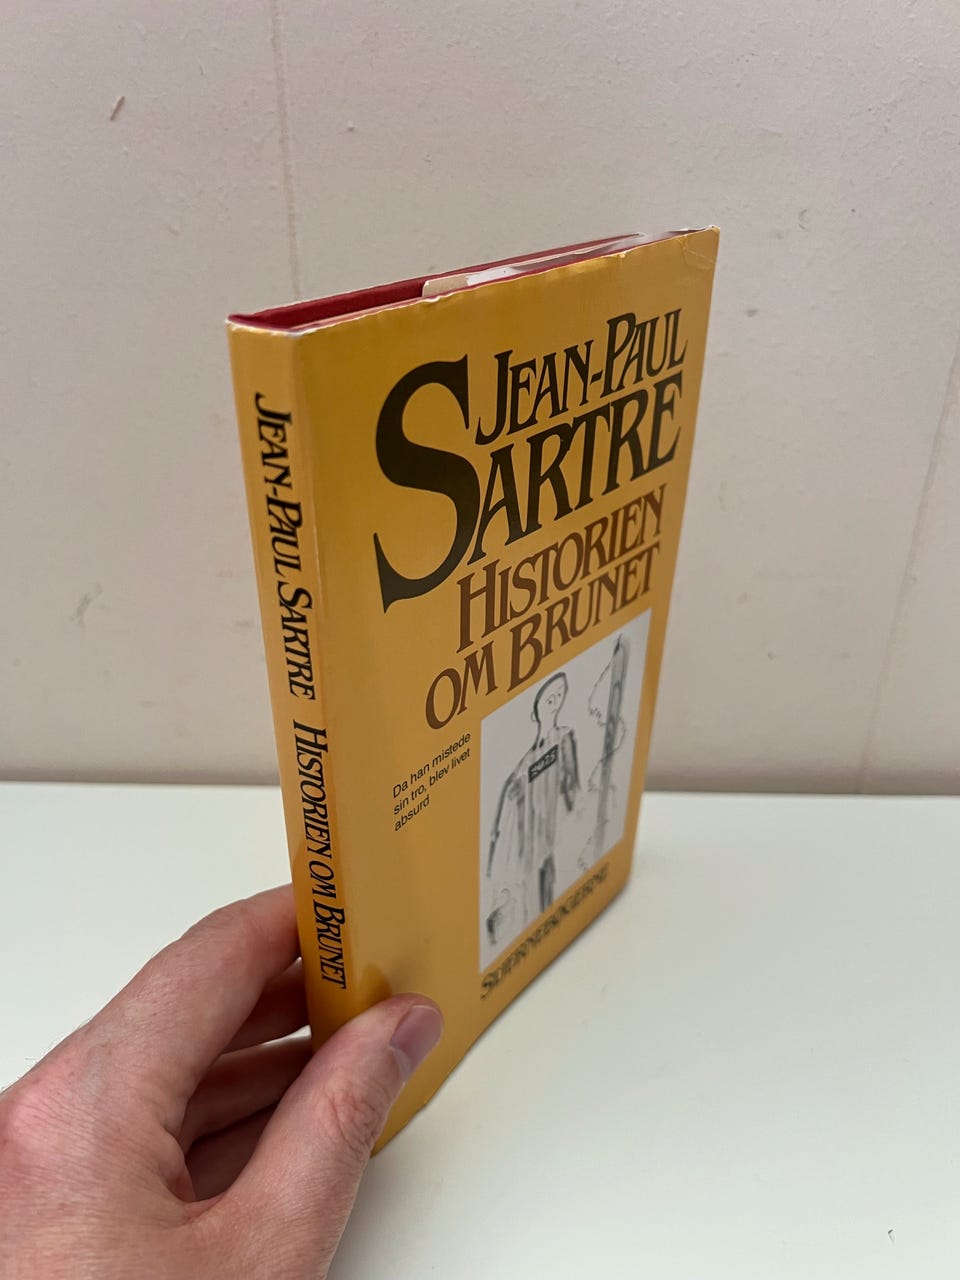 JEAN-PAUL SARTRE HISTORIEN OM BRUNET
JEAN-PAUL
SARTRE
HISTORIEN
OM BRUNET
Da han mistede
sin tro, blev livet
absurd
STJERNEBØGERNE